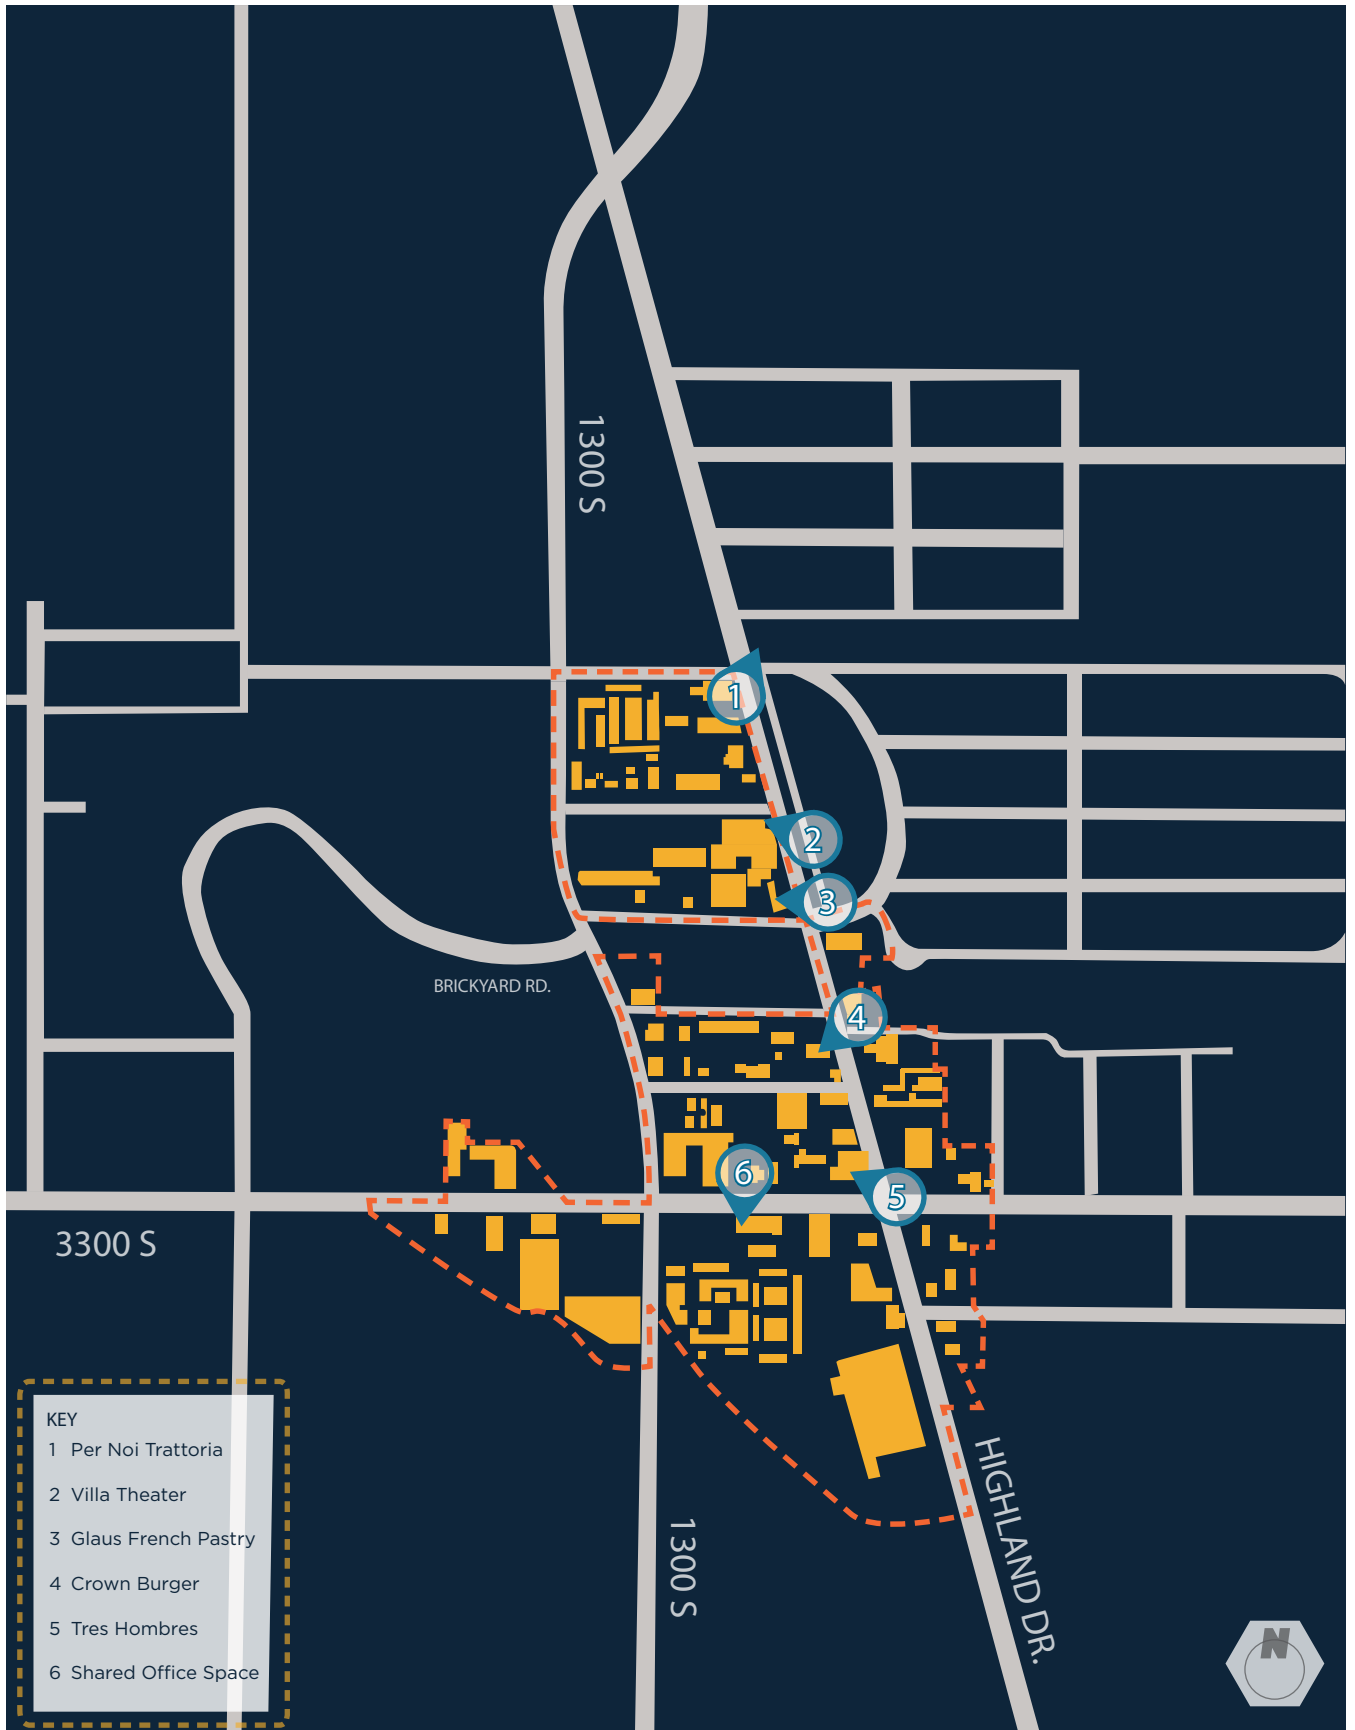 1300 S
1
2
3
BRICKYARD RD.
4
6
5
3300 S
KEY
1 Per Noi Trattoria
2 Villa Theater
3 Glaus French Pastry
4 Crown Burger
5 Tres Hombres
6 Shared Office Space
1300 S
HIGHLAND DR.
N